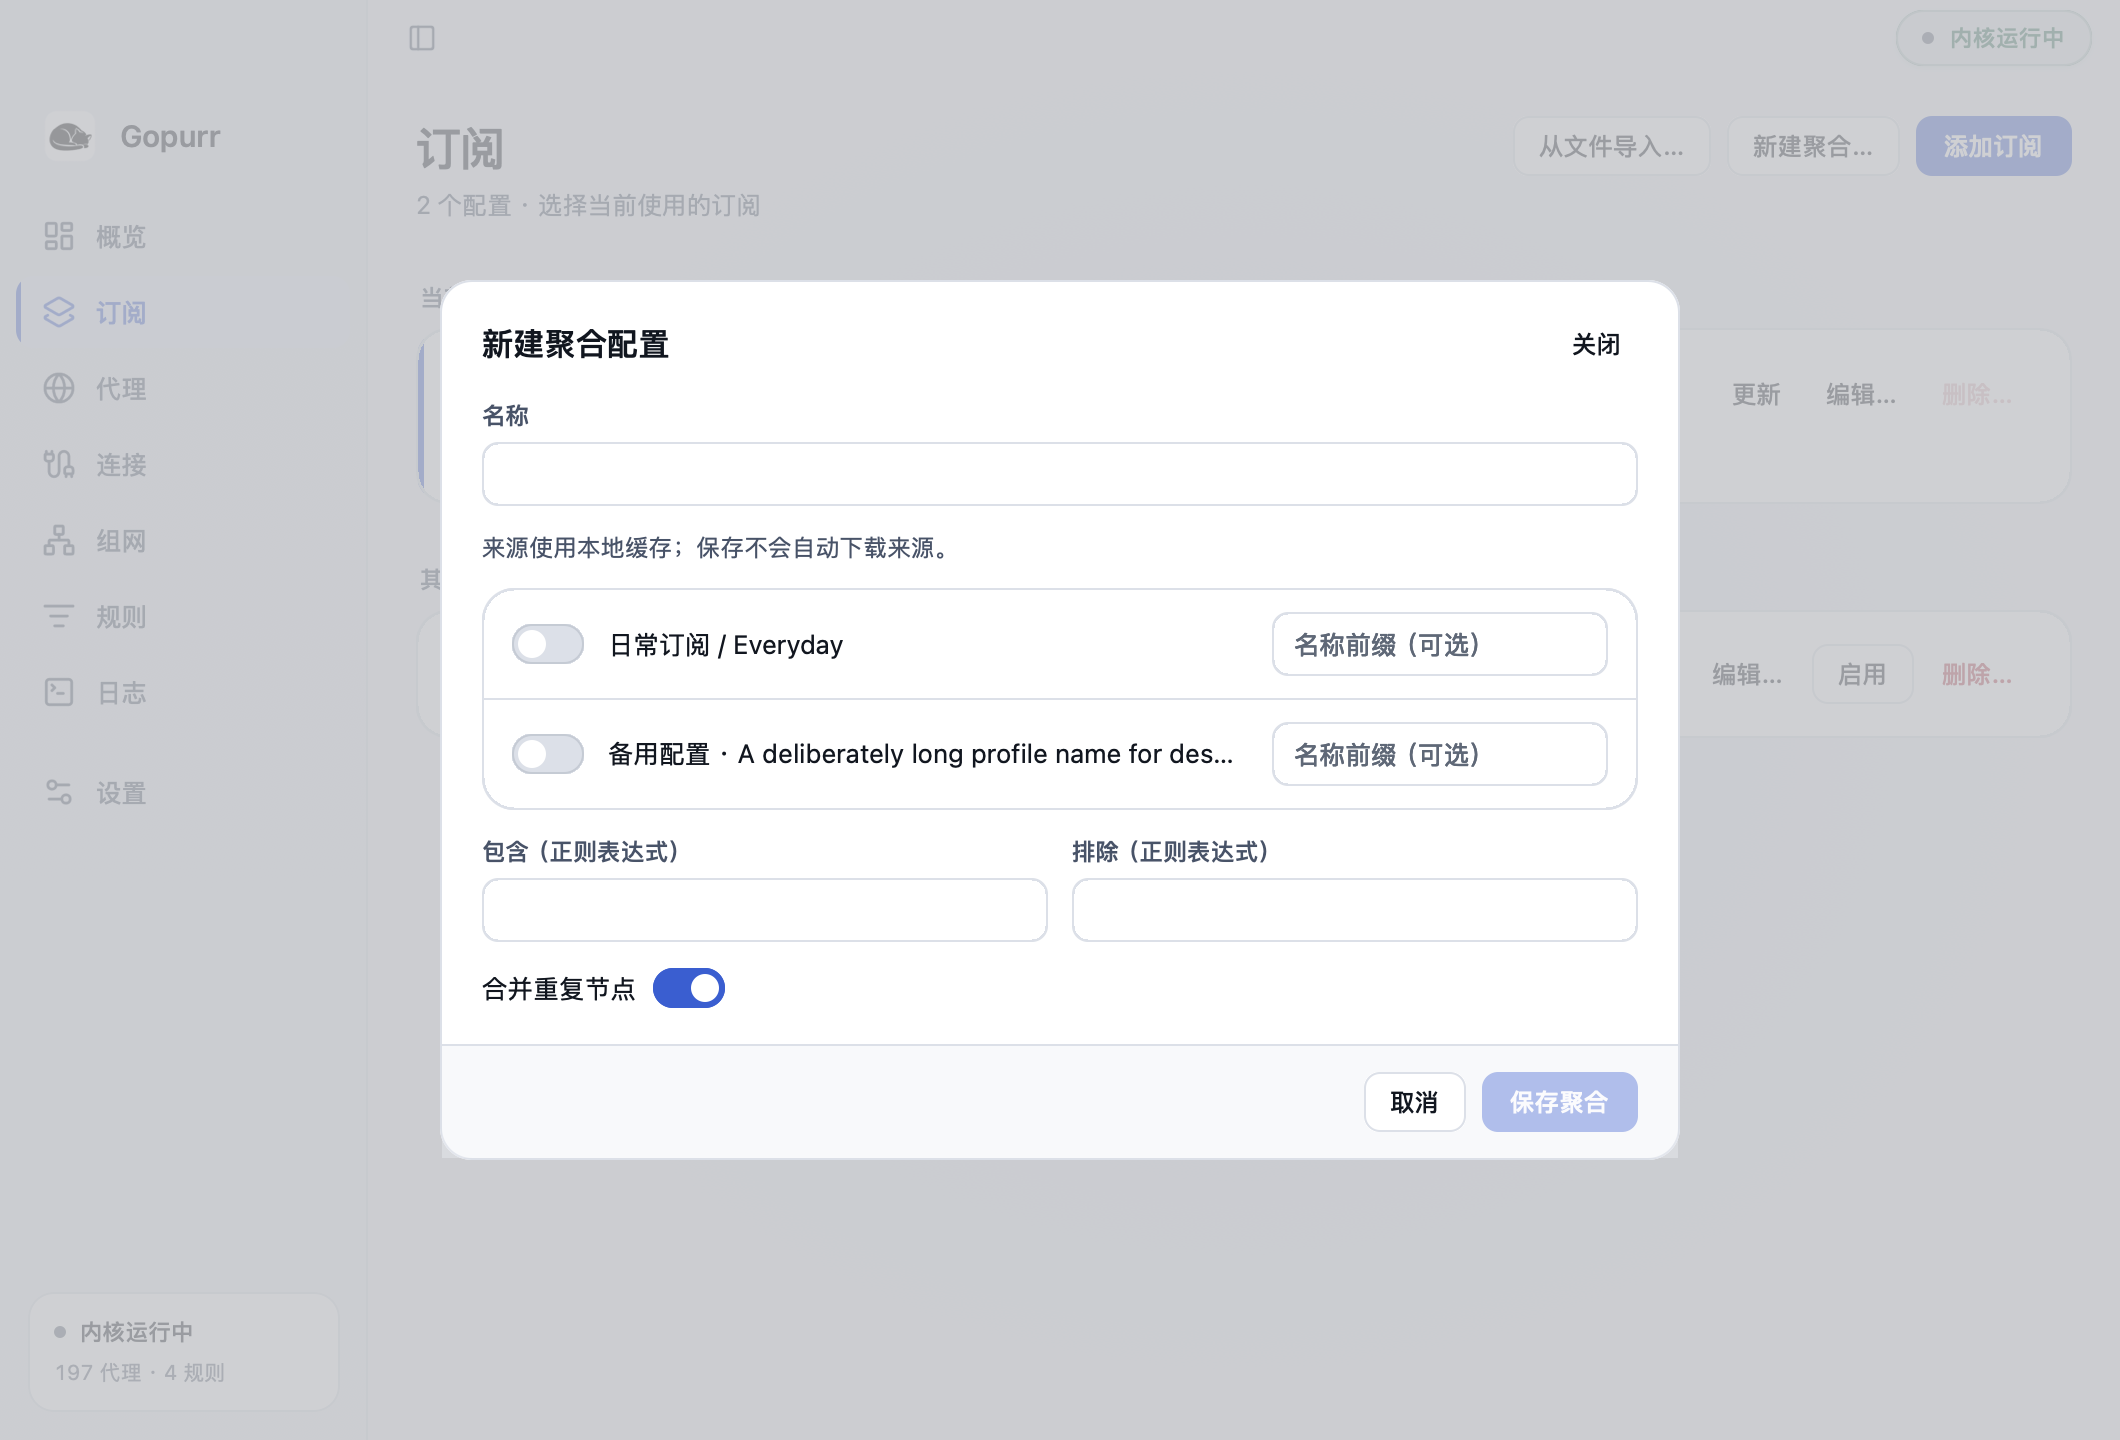 内核运行中
Gopurr
订阅
从文件导入...
新建聚合...
添加订阅
2 个配置 · 选择当前使用的订阅
概览
订阅
代理
连接
组网
规则
日志
设置
更新
编辑...
删除...
编辑...
启用
删除...
新建聚合配置
关闭
名称
来源使用本地缓存；保存不会自动下载来源。
日常订阅 / Everyday
名称前缀（可选）
备用配置 · A deliberately long profile name for des...
名称前缀（可选）
包含（正则表达式）
排除（正则表达式）
合并重复节点
取消
保存聚合
内核运行中
197 代理 · 4 规则